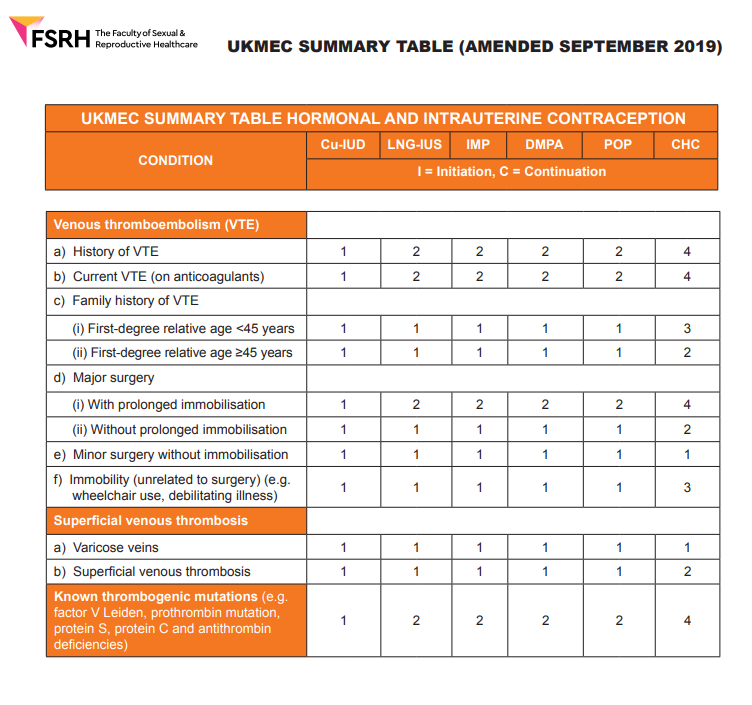 FSRH The Faculty of Sexual &
Reproductive Healthcare
UKMEC SUMMARY TABLE (AMENDED SEPTEMBER 2019)
UKMEC SUMMARY TABLE HORMONAL AND INTRAUTERINE CONTRACEPTION
CONDITION
Cu-IUD LNG-IUS IMP DMPA POP CHC
I = Initiation, C = Continuation
Venous thromboembolism (VTE)
a) History of VTE 1 2 2 2 2 4
b) Current VTE (on anticoagulants) 1 2 2 2 2 4
c) Family history of VTE
(i) First-degree relative age <45 years 1 1 1 1 1 3
(ii) First-degree relative age ≥45 years 1 1 1 1 1 2
d) Major surgery
(i) With prolonged immobilisation 1 2 2 2 2 4
(ii) Without prolonged immobilisation 1 1 1 1 1 2
e) Minor surgery without immobilisation 1 1 1 1 1 1
f) Immobility (unrelated to surgery) (e.g.
wheelchair use, debilitating illness) 1 1 1 1 1 3
Superficial venous thrombosis
a) Varicose veins 1 1 1 1 1 1
b) Superficial venous thrombosis 1 1 1 1 1 2
Known thrombogenic mutations (e.g.
factor V Leiden, prothrombin mutation,
protein S, protein C and antithrombin
deficiencies) 1 2 2 2 2 4